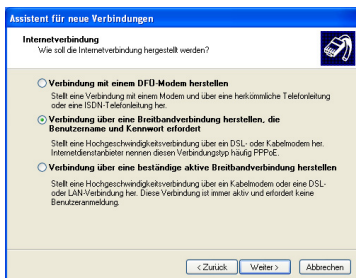 Assistent für neue Verbindungen
Internetverbindung
Wie soll die Internetverbindung hergestellt werden?
Verbindung mit einem DFÜ-Modem herstellen
Stellt eine Verbindung mit einem Modem und über eine herkömmliche Telefonleitung
oder eine ISDN-Telefonleitung her.
Verbindung über eine Breitbandverbindung herstellen, die
Benutzername und Kennwort erfordert
Stellt eine Hochgeschwindigkeitsverbindung über ein DSL- oder Kabelmodem her.
Internetdienstanbieter nennen diesen Verbindungstyp häufig PPPoE.
Verbindung über eine beständige aktive Breitbandverbindung herstellen
Stellt eine Hochgeschwindigkeitsverbindung über ein Kabelmodem oder eine DSL-
oder LAN-Verbindung her. Diese Verbindung ist immer aktiv und erfordert keine
Benutzeranmeldung.
< Zurück Weiter > Abbrechen